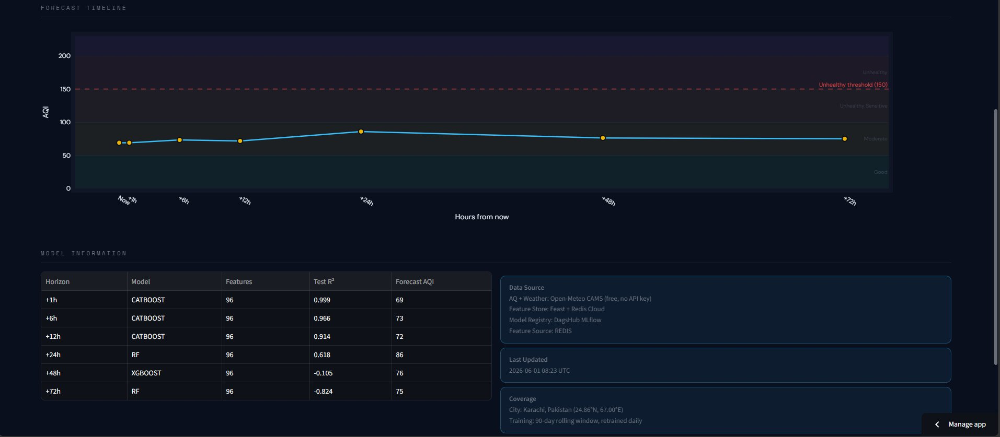 FORECAST TIMELINE
200
Unhealthy
Unhealthy threshold (150)
150
Unhealthy Sensitive
AQI
100
Moderate
50
Good
0
Now +1h +6h +12h +24h +48h +72h
Hours from now
MODEL INFORMATION
Horizon Model Features Test R² Forecast AQI
+1h CATBOOST 96 0.999 69
+6h CATBOOST 96 0.966 73
+12h CATBOOST 96 0.914 72
+24h RF 96 0.618 86
+48h XGBOOST 96 -0.105 76
+72h RF 96 -0.824 75
Data Source
AQ + Weather: Open-Meteo CAMS (free, no API key)
Feature Store: Feast + Redis Cloud
Model Registry: DagsHub MLflow
Feature Source: REDIS
Last Updated
2026-06-01 08:23 UTC
Coverage
City: Karachi, Pakistan (24.86°N, 67.00°E)
Training: 90-day rolling window, retrained daily
Manage app